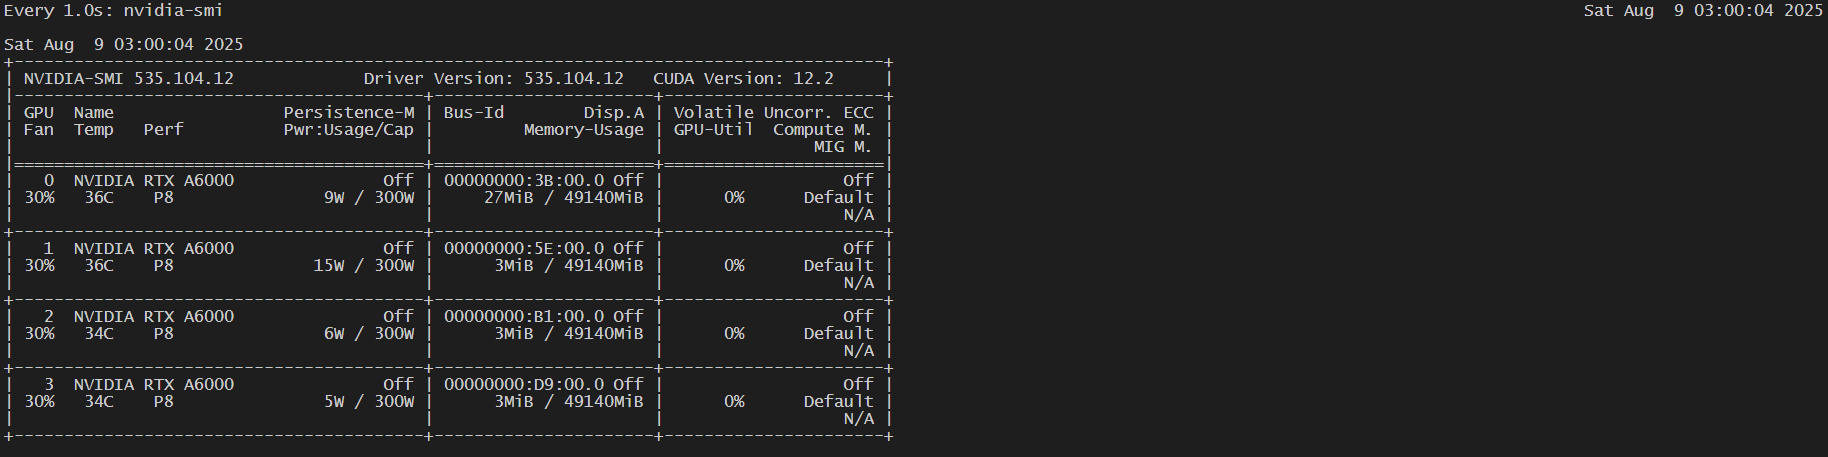 Every 1.0s: nvidia-smi                                                                                                                                        Sat Aug  9 03:00:04 2025

Sat Aug  9 03:00:04 2025
+---------------------------------------------------------------------------------------+
| NVIDIA-SMI 535.104.12             Driver Version: 535.104.12   CUDA Version: 12.2     |
|-----------------------------------------+----------------------+----------------------+
| GPU  Name                 Persistence-M | Bus-Id        Disp.A | Volatile Uncorr. ECC |
| Fan  Temp   Perf          Pwr:Usage/Cap |         Memory-Usage | GPU-Util  Compute M. |
|                                         |                      |               MIG M. |
|=========================================+======================+======================|
|   0  NVIDIA RTX A6000               Off | 00000000:3B:00.0 Off |                  Off |
| 30%   36C    P8               9W / 300W |     27MiB / 49140MiB |      0%      Default |
|                                         |                      |                  N/A |
+-----------------------------------------+----------------------+----------------------+
|   1  NVIDIA RTX A6000               Off | 00000000:5E:00.0 Off |                  Off |
| 30%   36C    P8              15W / 300W |      3MiB / 49140MiB |      0%      Default |
|                                         |                      |                  N/A |
+-----------------------------------------+----------------------+----------------------+
|   2  NVIDIA RTX A6000               Off | 00000000:B1:00.0 Off |                  Off |
| 30%   34C    P8               6W / 300W |      3MiB / 49140MiB |      0%      Default |
|                                         |                      |                  N/A |
+-----------------------------------------+----------------------+----------------------+
|   3  NVIDIA RTX A6000               Off | 00000000:D9:00.0 Off |                  Off |
| 30%   34C    P8               5W / 300W |      3MiB / 49140MiB |      0%      Default |
|                                         |                      |                  N/A |
+-----------------------------------------+----------------------+----------------------+